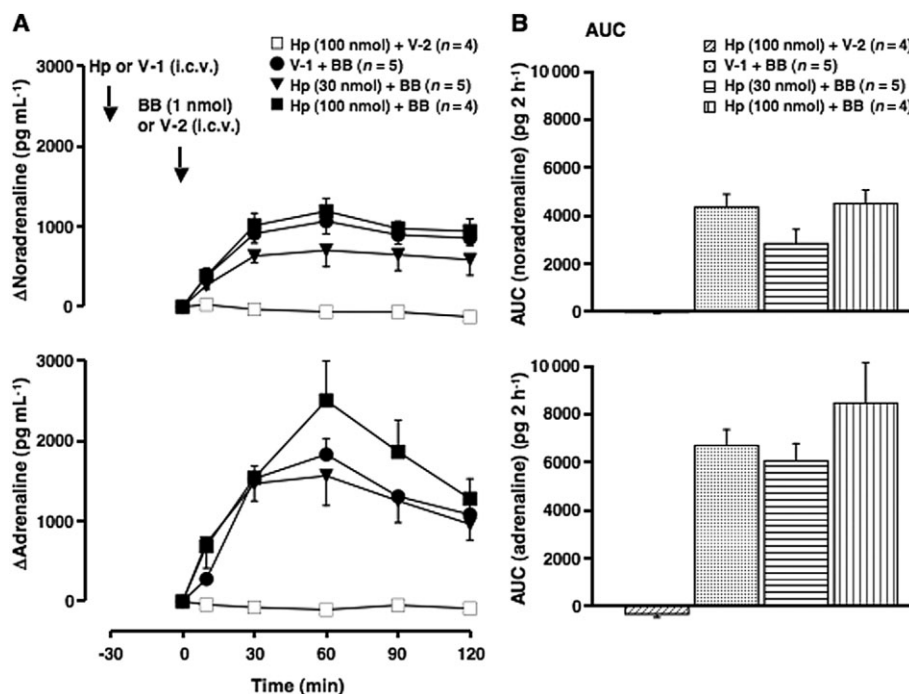 A
□ Hp (100 nmol) + V-2 (n = 4)
● V-1 + BB (n = 5)
▼ Hp (30 nmol) + BB (n = 5)
■ Hp (100 nmol) + BB (n = 4)
Hp or V-1 (i.c.v.)
BB (1 nmol)
or V-2 (i.c.v.)
ΔNoradrenaline (pg mL-1)
3000
2000
1000
0
ΔAdrenaline (pg mL-1)
3000
2000
1000
0
-30 0 30 60 90 120
Time (min)
B
AUC
Hp (100 nmol) + V-2 (n = 4)
V-1 + BB (n = 5)
Hp (30 nmol) + BB (n = 5)
Hp (100 nmol) + BB (n = 4)
AUC (noradrenaline) (pg 2 h-1)
10 000
8000
6000
4000
2000
0
AUC (adrenaline) (pg 2 h-1)
10 000
8000
6000
4000
2000
0